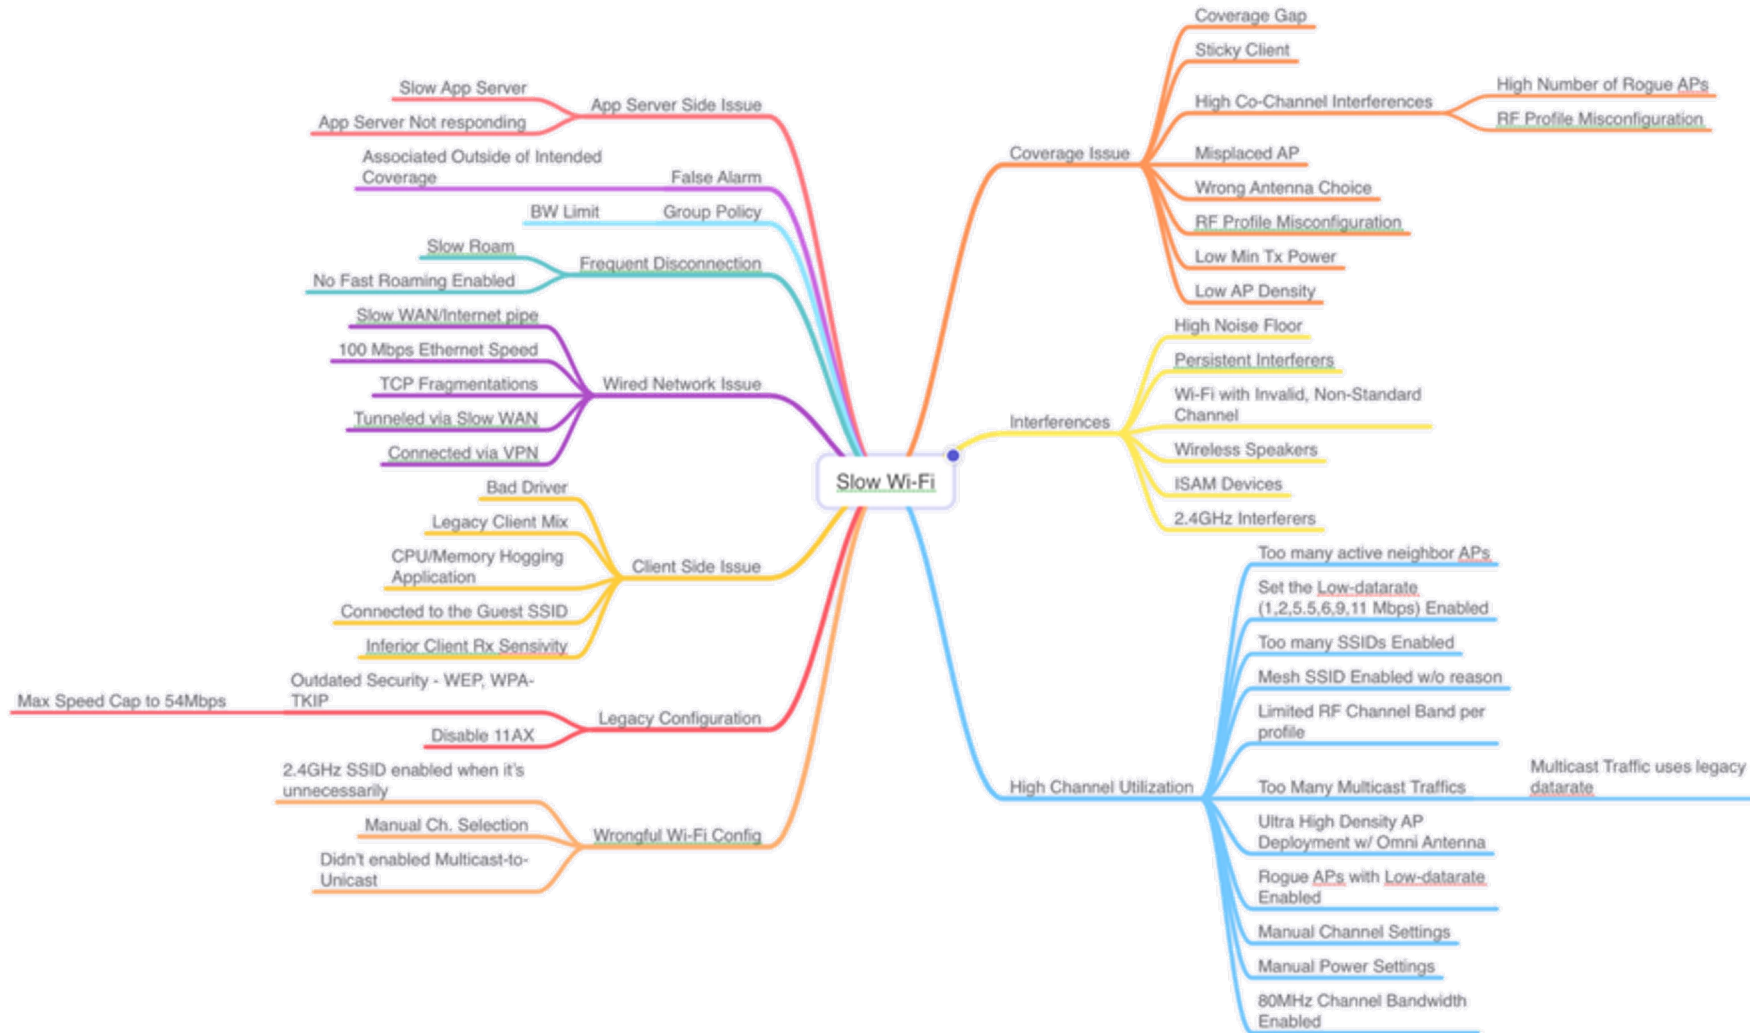 Slow Wi-Fi
App Server Side Issue
Slow App Server
App Server Not responding
False Alarm
Associated Outside of Intended
Coverage
Group Policy
BW Limit
Frequent Disconnection
Slow Roam
No Fast Roaming Enabled
Wired Network Issue
Slow WAN/Internet pipe
100 Mbps Ethernet Speed
TCP Fragmentations
Tunneled via Slow WAN
Connected via VPN
Client Side Issue
Bad Driver
Legacy Client Mix
CPU/Memory Hogging
Application
Connected to the Guest SSID
Inferior Client Rx Sensivity
Legacy Configuration
Outdated Security - WEP, WPA-
TKIP
Max Speed Cap to 54Mbps
Disable 11AX
Wrongful Wi-Fi Config
2.4GHz SSID enabled when it's
unnecessarily
Manual Ch. Selection
Didn't enabled Multicast-to-
Unicast
Coverage Issue
Coverage Gap
Sticky Client
High Co-Channel Interferences
High Number of Rogue APs
RF Profile Misconfiguration
Misplaced AP
Wrong Antenna Choice
RF Profile Misconfiguration
Low Min Tx Power
Low AP Density
Interferences
High Noise Floor
Persistent Interferers
Wi-Fi with Invalid, Non-Standard
Channel
Wireless Speakers
ISAM Devices
2.4GHz Interferers
High Channel Utilization
Too many active neighbor APs
Set the Low-datarate
(1,2,5.5,6,9,11 Mbps) Enabled
Too many SSIDs Enabled
Mesh SSID Enabled w/o reason
Limited RF Channel Band per
profile
Too Many Multicast Traffics
Multicast Traffic uses legacy
datarate
Ultra High Density AP
Deployment w/ Omni Antenna
Rogue APs with Low-datarate
Enabled
Manual Channel Settings
Manual Power Settings
80MHz Channel Bandwidth
Enabled